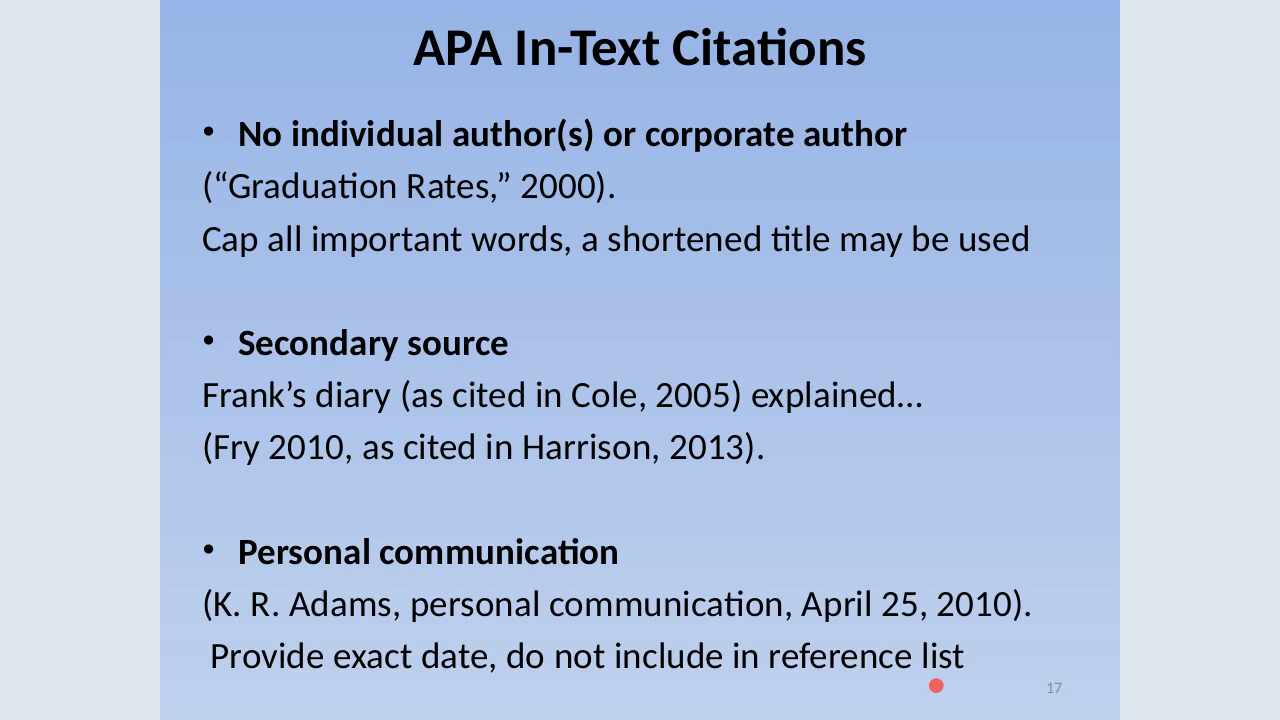 APA In-Text Citations
• No individual author(s) or corporate author
(“Graduation Rates,” 2000).
Cap all important words, a shortened title may be used
• Secondary source
Frank’s diary (as cited in Cole, 2005) explained…
(Fry 2010, as cited in Harrison, 2013).
• Personal communication
(K. R. Adams, personal communication, April 25, 2010).
Provide exact date, do not include in reference list
17